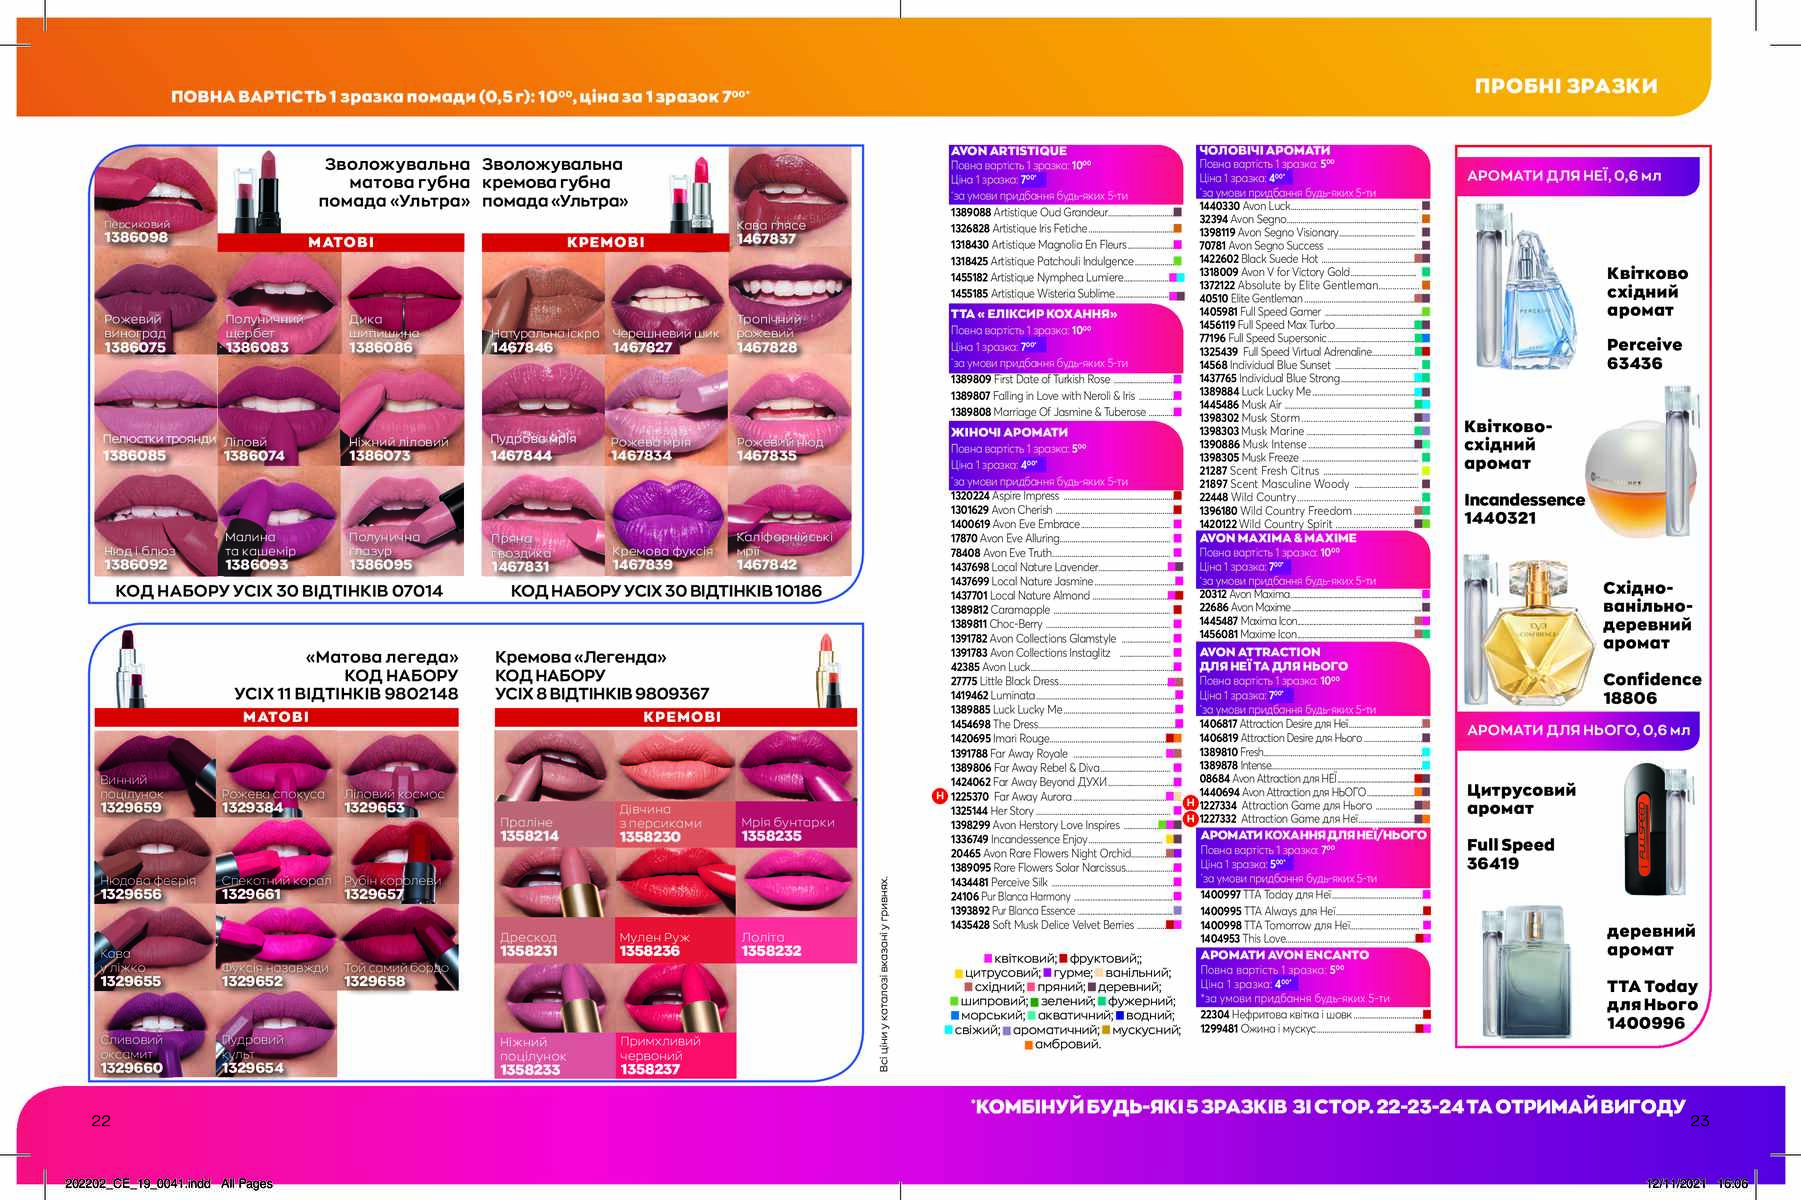 ПОВНА ВАРТІСТЬ 1 зразка помади (0,5 г): 10⁰⁰, ціна за 1 зразок 7⁰⁰*
ПРОБНІ ЗРАЗКИ
Зволожувальна
матова губна
помада «Ультра»
Зволожувальна
кремова губна
помада «Ультра»
МАТОВІ
КРЕМОВІ
Персиковий
1386098
Рожевий
виноград
1386075
Полуничний
щербет
1386083
Дика
шипшина
1386086
Пелюстки троянди
1386085
Ліловй
1386074
Ніжний ліловий
1386073
Нюд і блюз
1386092
Малина
та кашемір
1386093
Полунична
глазур
1386095
Кава глясе
1467837
Натуральна іскра
1467846
Черешневий шик
1467827
Тропічний
рожевий
1467828
Пудрова мрія
1467844
Рожева мрія
1467834
Рожевий нюд
1467835
Пряна
гвоздика
1467831
Кремова фуксія
1467839
Каліфорнійські
мрії
1467842
КОД НАБОРУ УСІХ 30 ВІДТІНКІВ 07014
КОД НАБОРУ УСІХ 30 ВІДТІНКІВ 10186
«Матова легеда»
КОД НАБОРУ
УСІХ 11 ВІДТІНКІВ 9802148
МАТОВІ
Винний
поцілунок
1329659
Рожева спокуса
1329384
Ліловий космос
1329653
Нюдова феєрія
1329656
Спекотний корал
1329661
Рубін королеви
1329657
Кава
у ліжко
1329655
Фуксія назавжди
1329652
Той самий бордо
1329658
Сливовий
оксамит
1329660
Пудровий
культ
1329654
Кремова «Легенда»
КОД НАБОРУ
УСІХ 8 ВІДТІНКІВ 9809367
КРЕМОВІ
Праліне
1358214
Дівчина
з персиками
1358230
Мрія бунтарки
1358235
Дрескод
1358231
Мулен Руж
1358236
Лоліта
1358232
Ніжний
поцілунок
1358233
Примхливий
червоний
1358237
Всі ціни у каталозі вказані у гривнях.
AVON ARTISTIQUE
Повна вартість 1 зразка: 10⁰⁰
Ціна 1 зразка: 7⁰⁰*
*за умови придбання будь-яких 5-ти
1389088 Artistique Oud Grandeur
1326828 Artistique Iris Fetiche
1318430 Artistique Magnolia En Fleurs
1318425 Artistique Patchouli Indulgence
1455182 Artistique Nymphea Lumiere
1455185 Artistique Wisteria Sublime
ТТА « ЕЛІКСИР КОХАННЯ»
Повна вартість 1 зразка: 10⁰⁰
Ціна 1 зразка: 7⁰⁰*
*за умови придбання будь-яких 5-ти
1389809 First Date of Turkish Rose
1389807 Falling in Love with Neroli & Iris
1389808 Marriage Of Jasmine & Tuberose
ЖІНОЧІ АРОМАТИ
Повна вартість 1 зразка: 5⁰⁰
Ціна 1 зразка: 4⁰⁰*
*за умови придбання будь-яких 5-ти
1320224 Aspire Impress
1301629 Avon Cherish
1400619 Avon Eve Embrace
17870 Avon Eve Alluring
78408 Avon Eve Truth
1437698 Local Nature Lavender
1437699 Local Nature Jasmine
1437701 Local Nature Almond
1389812 Caramapple
1389811 Choc-Berry
1391782 Avon Collections Glamstyle
1391783 Avon Collections Instaglitz
42385 Avon Luck
27775 Little Black Dress
1419462 Luminata
1389885 Luck Lucky Me
1454698 The Dress
1420695 Imari Rouge
1391788 Far Away Royale
1389806 Far Away Rebel & Diva
1424062 Far Away Beyond ДУХИ
Н 1225370 Far Away Aurora
1325144 Her Story
1398299 Avon Herstory Love Inspires
1336749 Incandessence Enjoy
20465 Avon Rare Flowers Night Orchid
1389095 Rare Flowers Solar Narcissus
1434481 Perceive Silk
24106 Pur Blanca Harmony
1393892 Pur Blanca Essence
1435428 Soft Musk Delice Velvet Berries
квітковий; фруктовий;;
цитрусовий; гурме; ванільний;
східний; пряний; деревний;
шипровий; зелений; фужерний;
морський; акватичний; водний;
свіжий; ароматичний; мускусний;
амбровий.
ЧОЛОВІЧІ АРОМАТИ
Повна вартість 1 зразка: 5⁰⁰
Ціна 1 зразка: 4⁰⁰*
*за умови придбання будь-яких 5-ти
1440330 Avon Luck
32394 Avon Segno
1398119 Avon Segno Visionary
70781 Avon Segno Success
1422602 Black Suede Hot
1318009 Avon V for Victory Gold
1372122 Absolute by Elite Gentleman
40510 Elite Gentleman
1405981 Full Speed Gamer
1456119 Full Speed Max Turbo
77196 Full Speed Supersonic
1325439 Full Speed Virtual Adrenaline
14568 Individual Blue Sunset
1437765 Individual Blue Strong
1389884 Luck Lucky Me
1445486 Musk Air
1398302 Musk Storm
1398303 Musk Marine
1390886 Musk Intense
1398305 Musk Freeze
21287 Scent Fresh Citrus
21897 Scent Masculine Woody
22448 Wild Country
1396180 Wild Country Freedom
1420122 Wild Country Spirit
AVON MAXIMA & MAXIME
Повна вартість 1 зразка: 10⁰⁰
Ціна 1 зразка: 7⁰⁰*
*за умови придбання будь-яких 5-ти
20312 Avon Maxima
22686 Avon Maxime
1445487 Maxima Icon
1456081 Maxime Icon
AVON ATTRACTION
ДЛЯ НЕЇ ТА ДЛЯ НЬОГО
Повна вартість 1 зразка: 10⁰⁰
Ціна 1 зразка: 7⁰⁰*
*за умови придбання будь-яких 5-ти
1406817 Attraction Desire для Неї
1406819 Attraction Desire для Нього
1389810 Fresh
1389878 Intense
08684 Avon Attraction для НЕЇ
1440694 Avon Attraction для НЬОГО
Н 1227334 Attraction Game для Нього
Н 1227332 Attraction Game для Неї
АРОМАТИ КОХАННЯ ДЛЯ НЕЇ/НЬОГО
Повна вартість 1 зразка: 7⁰⁰
Ціна 1 зразка: 5⁰⁰*
*за умови придбання будь-яких 5-ти
1400997 TTA Today для Неї
1400995 TTA Always для Неї
1400998 TTA Tomorrow для Неї
1404953 This Love
АРОМАТИ AVON ENCANTO
Повна вартість 1 зразка: 5⁰⁰
Ціна 1 зразка: 4⁰⁰*
*за умови придбання будь-яких 5-ти
22304 Нефритова квітка і шовк
1299481 Ожина і мускус
АРОМАТИ ДЛЯ НЕЇ, 0,6 мл
PERCEIVE
Квітково
східний
аромат
Perceive
63436
Квітково-
східний
аромат
Incandessence
1440321
CONFIDENCE
Східно-
ванільно-
деревний
аромат
Confidence
18806
АРОМАТИ ДЛЯ НЬОГО, 0,6 мл
Цитрусовий
аромат
Full Speed
36419
FULL SPEED
деревний
аромат
TTA Today
для Нього
1400996
*КОМБІНУЙ БУДЬ-ЯКІ 5 ЗРАЗКІВ ЗІ СТОР. 22-23-24 ТА ОТРИМАЙ ВИГОДУ
22
23
202202_CE_19_0041.indd All Pages
12/11/2021 16:06